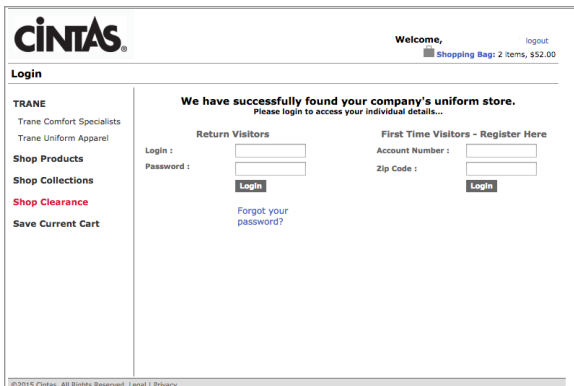 CINTAS®
Welcome, logout
Shopping Bag: 2 Items, $52.00
Login
TRANE
Trane Comfort Specialists
Trane Uniform Apparel
Shop Products
Shop Collections
Shop Clearance
Save Current Cart
We have successfully found your company's uniform store.
Please login to access your individual details...
Return Visitors
Login :
Password :
Login
Forgot your
password?
First Time Visitors - Register Here
Account Number :
Zip Code :
Login
©2015 Cintas. All Rights Reserved. Legal | Privacy